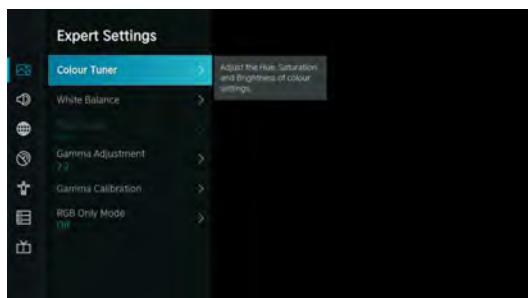 Expert Settings
Colour Tuner
Adjust the Hue, Saturation
and Brightness of colour
settings.
White Balance
Gamma Adjustment
2.2
Gamma Calibration
RGB Only Mode
Off